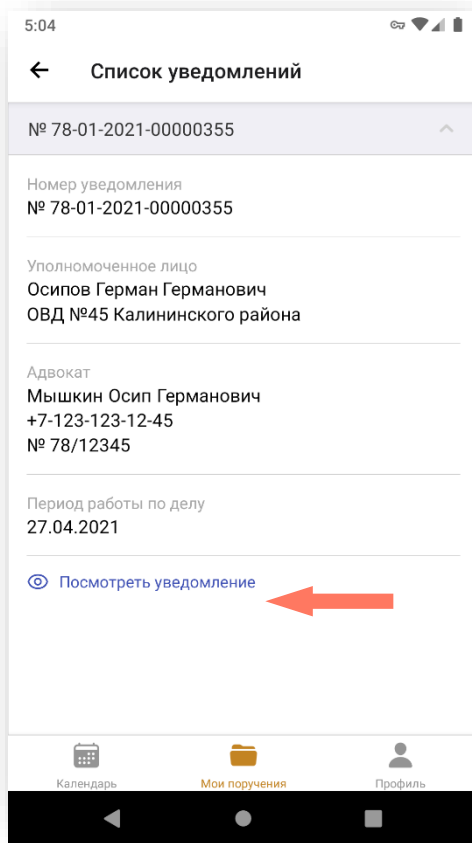 5:04
Список уведомлений
№ 78-01-2021-00000355
Номер уведомления
№ 78-01-2021-00000355
Уполномоченное лицо
Осипов Герман Германович
ОВД №45 Калининского района
Адвокат
Мышкин Осип Германович
+7-123-123-12-45
№ 78/12345
Период работы по делу
27.04.2021
Посмотреть уведомление
Календарь Мои поручения Профиль